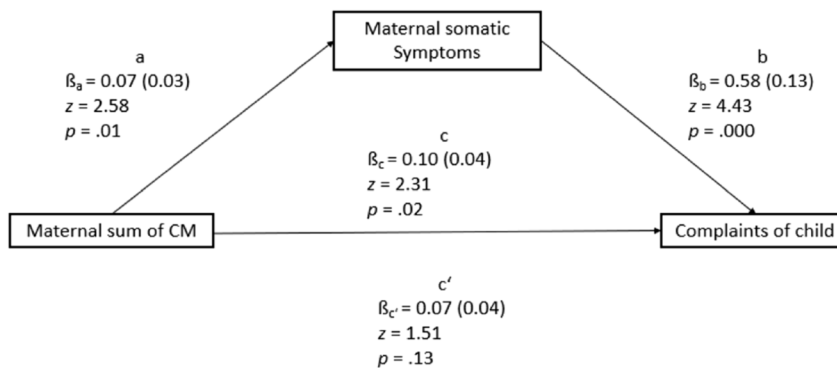 Maternal somatic
Symptoms
a
ßa = 0.07 (0.03)
z = 2.58
p = .01
b
ßb = 0.58 (0.13)
z = 4.43
p = .000
c
ßc = 0.10 (0.04)
z = 2.31
p = .02
Maternal sum of CM
Complaints of child
c‘
ßc‘ = 0.07 (0.04)
z = 1.51
p = .13